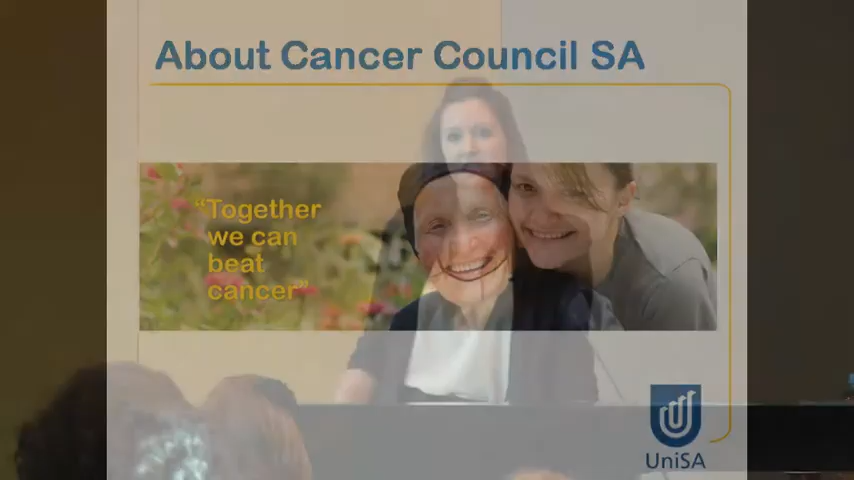 About Cancer Council SA
“Together
we can
beat
cancer”
UniSA